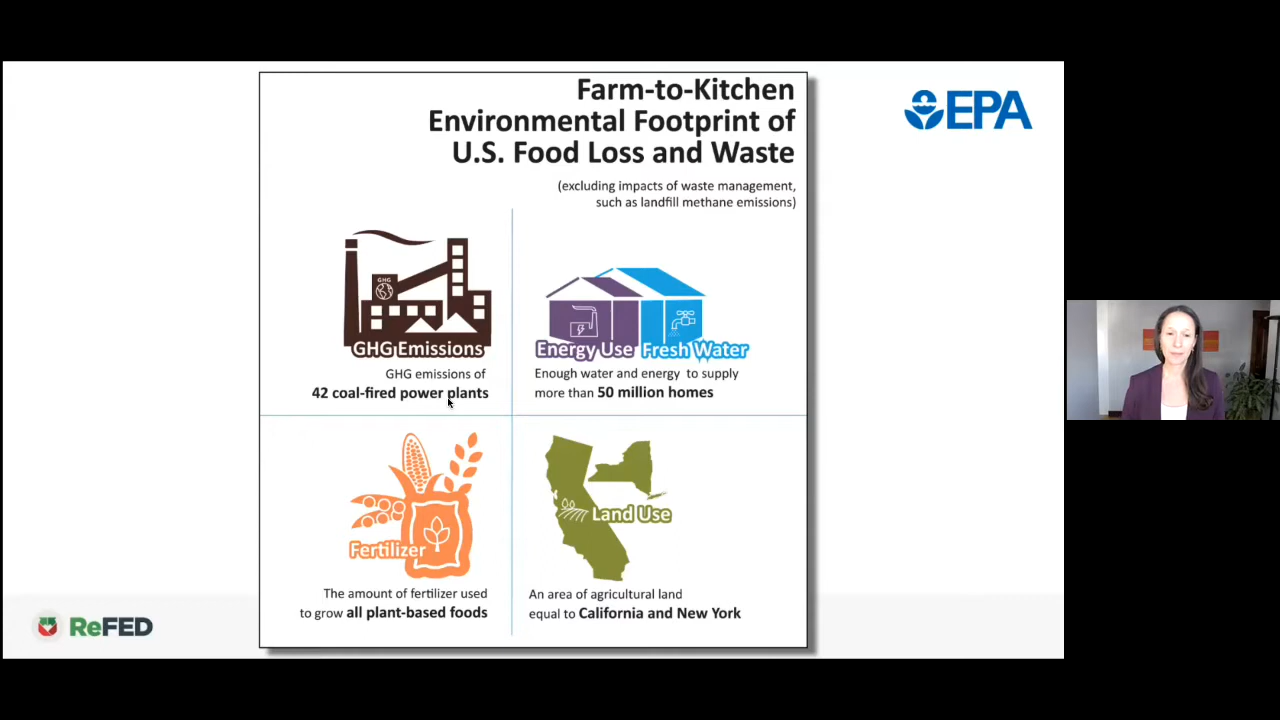 Farm-to-Kitchen
Environmental Footprint of
U.S. Food Loss and Waste
EPA
(excluding impacts of waste management,
such as landfill methane emissions)
GHG
GHG Emissions
GHG emissions of
42 coal-fired power plants
Energy Use Fresh Water
Enough water and energy to supply
more than 50 million homes
Fertilizer
The amount of fertilizer used
to grow all plant-based foods
Land Use
An area of agricultural land
equal to California and New York
ReFED